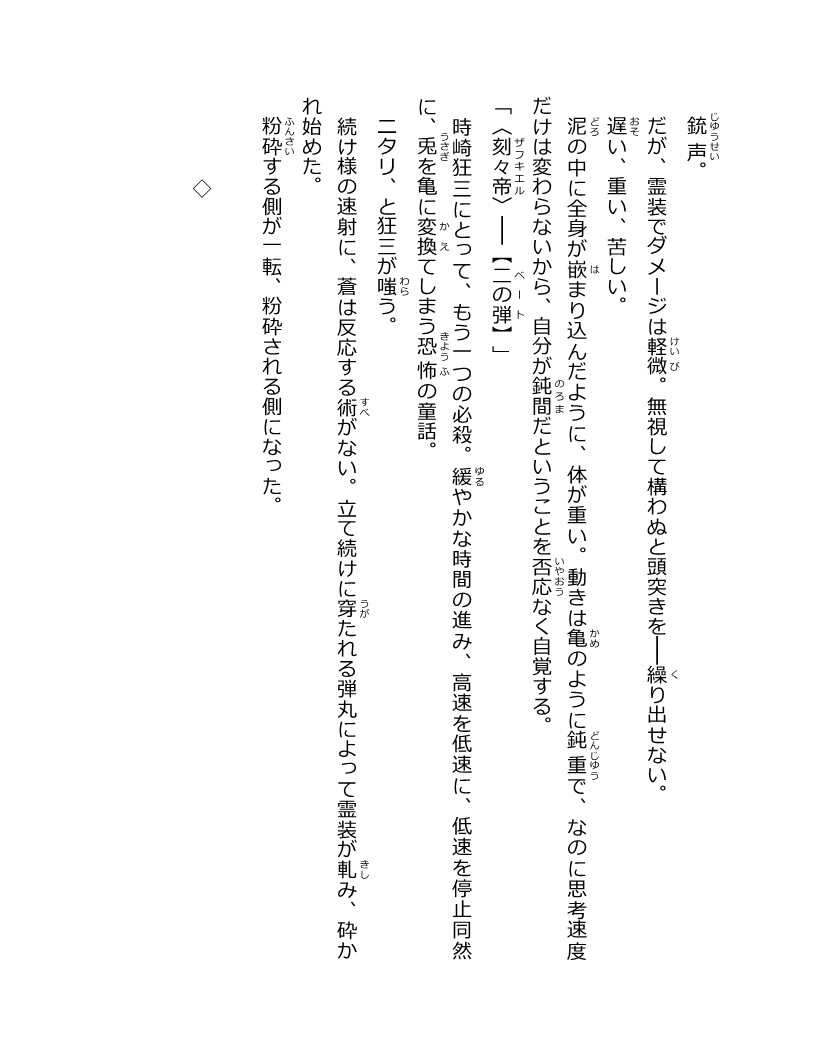 銃声。
だが、霊装でダメージは軽微。無視して構わぬと頭突きを──繰り出せない。
遅い、重い、苦しい。
泥の中に全身が嵌まり込んだように、体が重い。動きは亀のように鈍重で、なのに思考速度
だけは変わらないから、自分が鈍間だということを否応なく自覚する。
「〈刻々帝〉──【二の弾】」
時崎狂三にとって、もう一つの必殺。緩やかな時間の進み、高速を低速に、低速を停止同然
に、兎を亀に変換てしまう恐怖の童話。
ニタリ、と狂三が嗤う。
続け様の速射に、蒼は反応する術がない。立て続けに穿たれる弾丸によって霊装が軋み、砕か
れ始めた。
粉砕する側が一転、粉砕される側になった。
◇